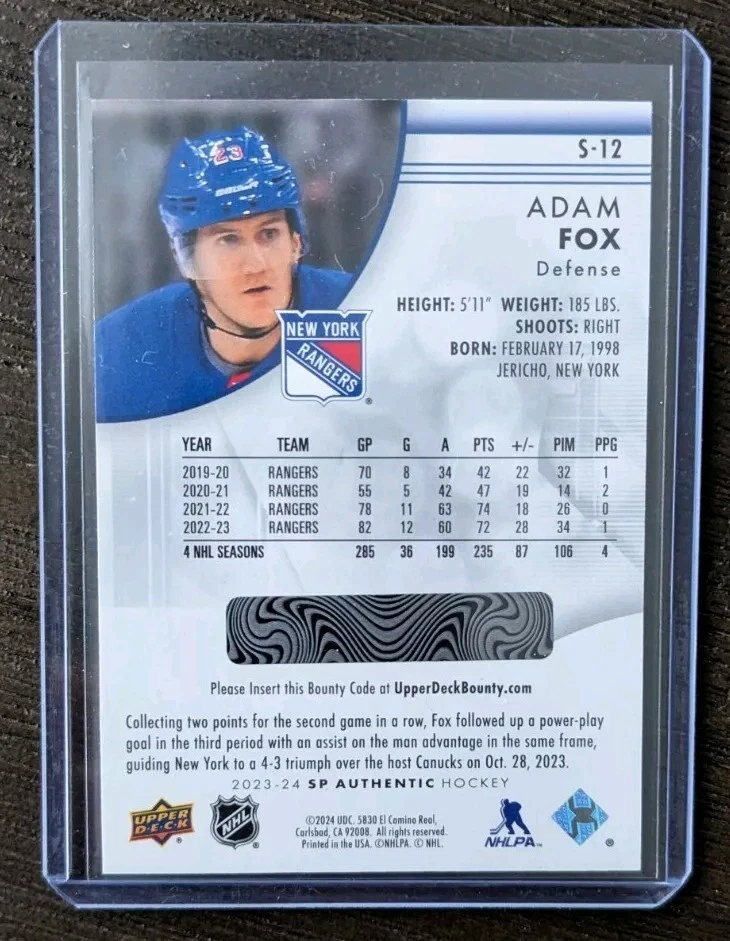 23
BAUER
S-12
ADAM
FOX
Defense
HEIGHT: 5'11" WEIGHT: 185 LBS.
SHOOTS: RIGHT
BORN: FEBRUARY 17, 1998
JERICHO, NEW YORK
NEW YORK
RANGERS
®
YEAR TEAM GP G A PTS +/- PIM PPG
2019-20 RANGERS 70 8 34 42 22 32 1
2020-21 RANGERS 55 5 42 47 19 14 2
2021-22 RANGERS 78 11 63 74 18 26 0
2022-23 RANGERS 82 12 60 72 28 34 1
4 NHL SEASONS 285 36 199 235 87 106 4
Please Insert this Bounty Code at UpperDeckBounty.com
Collecting two points for the second game in a row, Fox followed up a power-play
goal in the third period with an assist on the man advantage in the same frame,
guiding New York to a 4-3 triumph over the host Canucks on Oct. 28, 2023.
2023-24 SP AUTHENTIC HOCKEY
UPPER
D·E·C·K
®
NHL
®
©2024 UDC. 5830 El Camino Real,
Carlsbad, CA 92008. All rights reserved.
Printed in the USA. ©NHLPA. © NHL.
NHLPA™
®